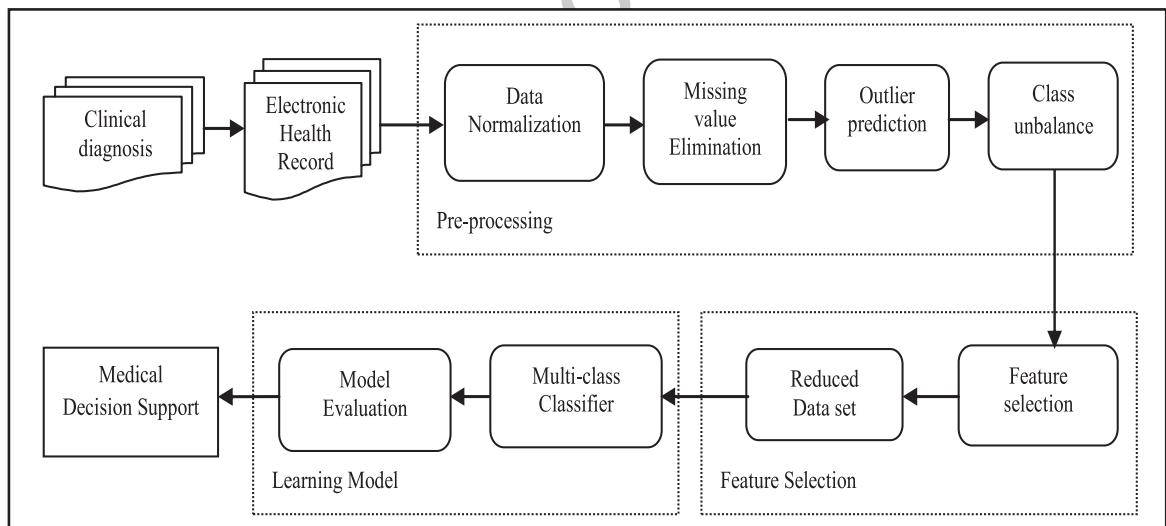 Clinical
diagnosis
Electronic
Health
Record
Data
Normalization
Missing
value
Elimination
Outlier
prediction
Class
unbalance
Pre-processing
Medical
Decision Support
Model
Evaluation
Multi-class
Classifier
Learning Model
Reduced
Data set
Feature
selection
Feature Selection